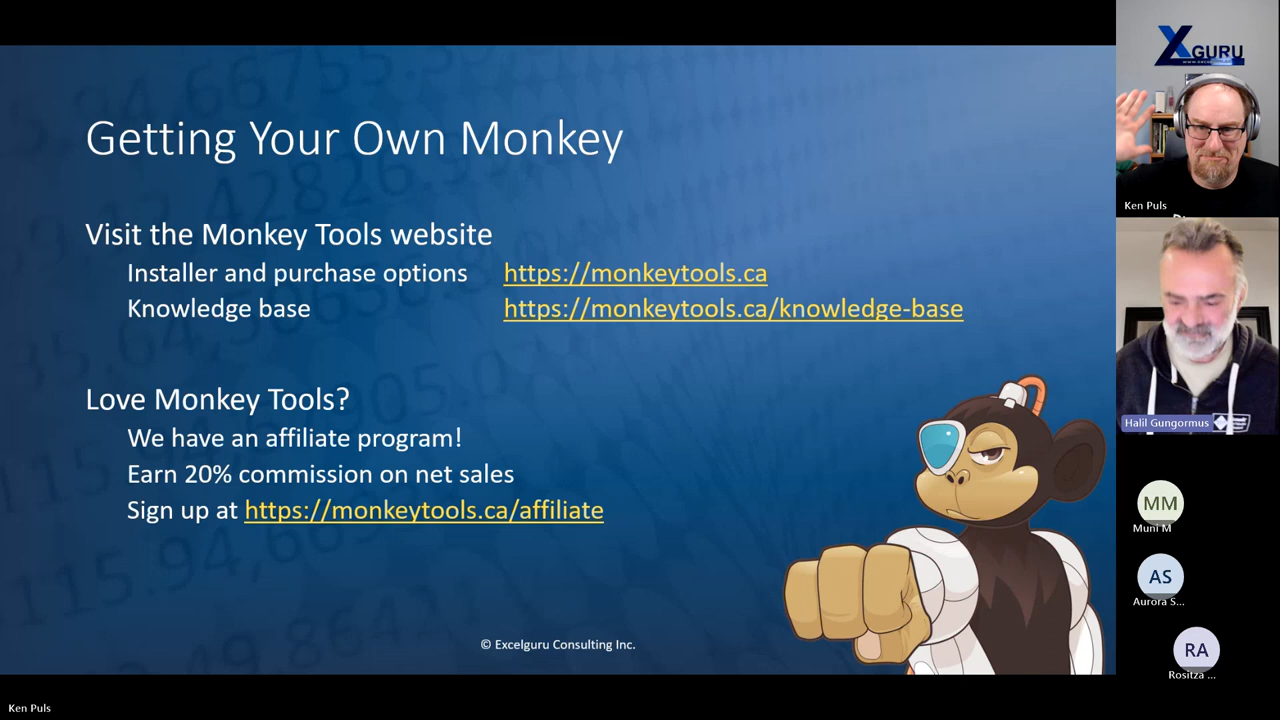 Getting Your Own Monkey
Visit the Monkey Tools website
Installer and purchase options https://monkeytools.ca
Knowledge base https://monkeytools.ca/knowledge-base
Love Monkey Tools?
We have an affiliate program!
Earn 20% commission on net sales
Sign up at https://monkeytools.ca/affiliate
© Excelguru Consulting Inc.
Ken Puls
XGURU
Ken Puls
Halil Gungormus
MM
Muni M
AS
Aurora S...
RA
Rositza ...